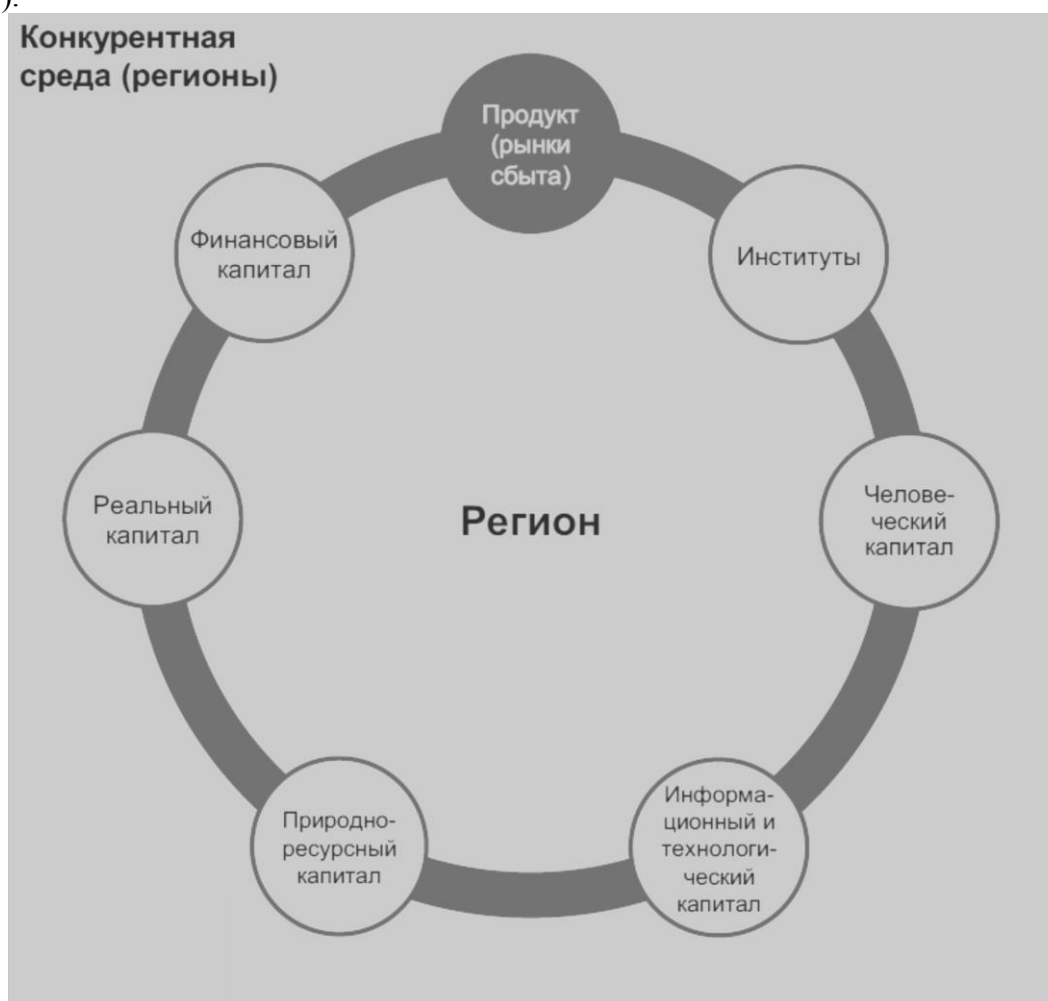 ).
Конкурентная
среда (регионы)
Продукт
(рынки
сбыта)
Финансовый
капитал
Институты
Реальный
капитал
Регион
Челове-
ческий
капитал
Природно-
ресурсный
капитал
Информа-
ционный и
технологи-
ческий
капитал